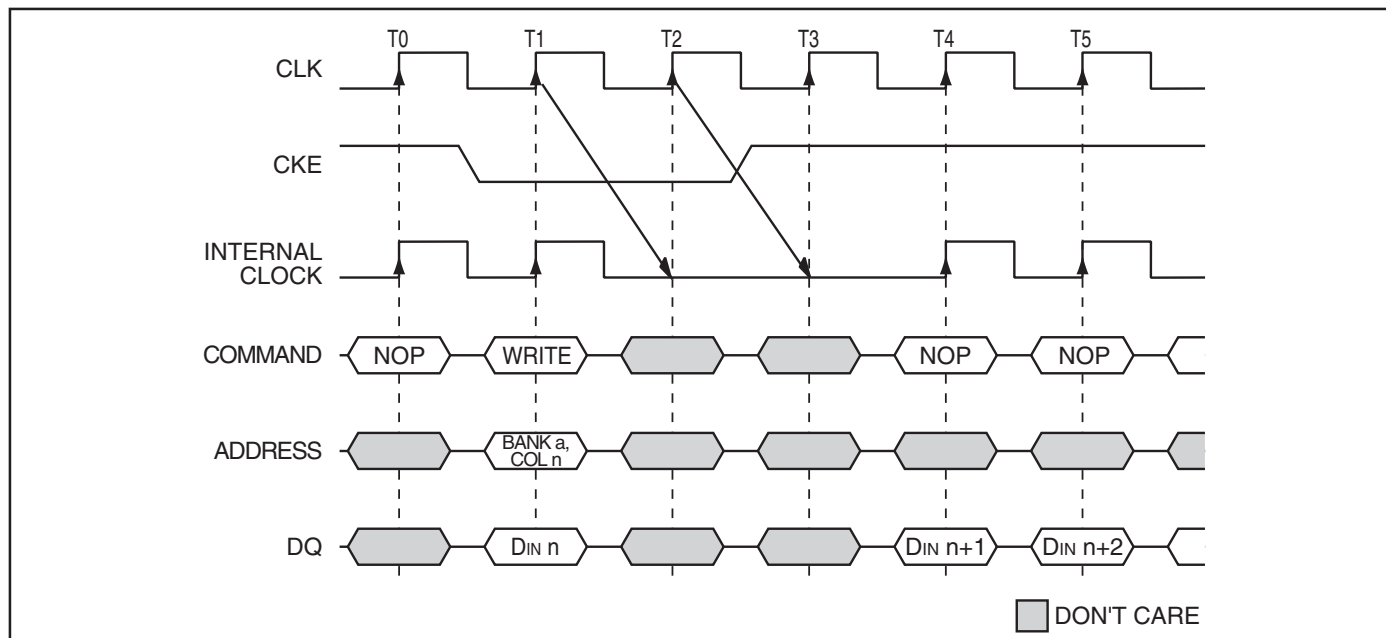 T0 T1 T2 T3 T4 T5
CLK
CKE
INTERNAL
CLOCK
COMMAND NOP WRITE NOP NOP
ADDRESS BANK a,
COL n
DQ DIN n DIN n+1 DIN n+2
DON'T CARE